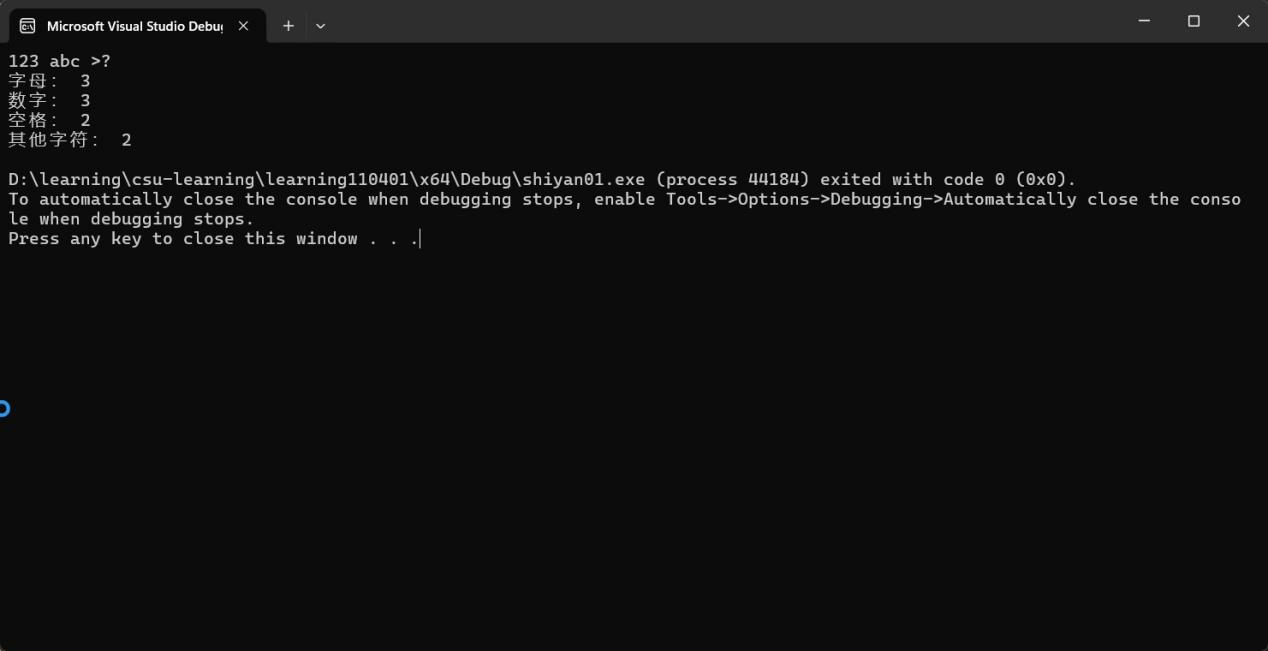 Microsoft Visual Studio Debu
123 abc >?
字母： 3
数字： 3
空格： 2
其他字符： 2
D:\learning\csu-learning\learning110401\x64\Debug\shiyan01.exe (process 44184) exited with code 0 (0x0).
To automatically close the console when debugging stops, enable Tools->Options->Debugging->Automatically close the conso
le when debugging stops.
Press any key to close this window . . .